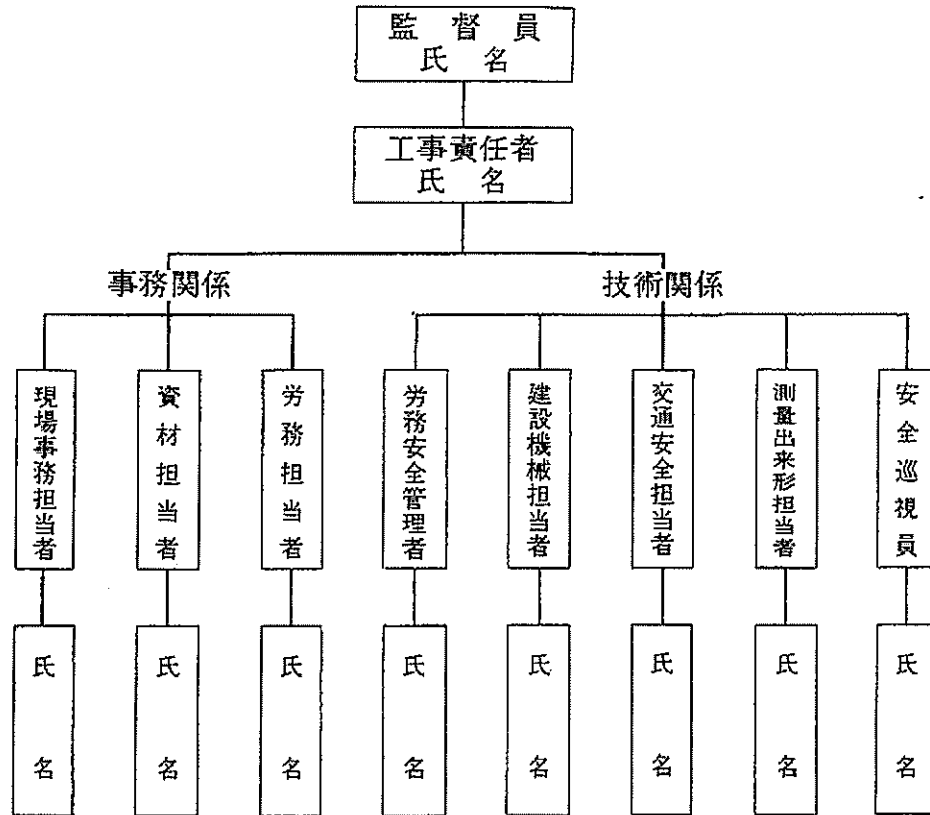 監督員
氏名
工事責任者
氏名
事務関係
技術関係
現場事務担当者
資材担当者
労務担当者
労務安全管理者
建設機械担当者
交通安全担当者
測量出来形担当者
安全巡視員
氏名
氏名
氏名
氏名
氏名
氏名
氏名
氏名